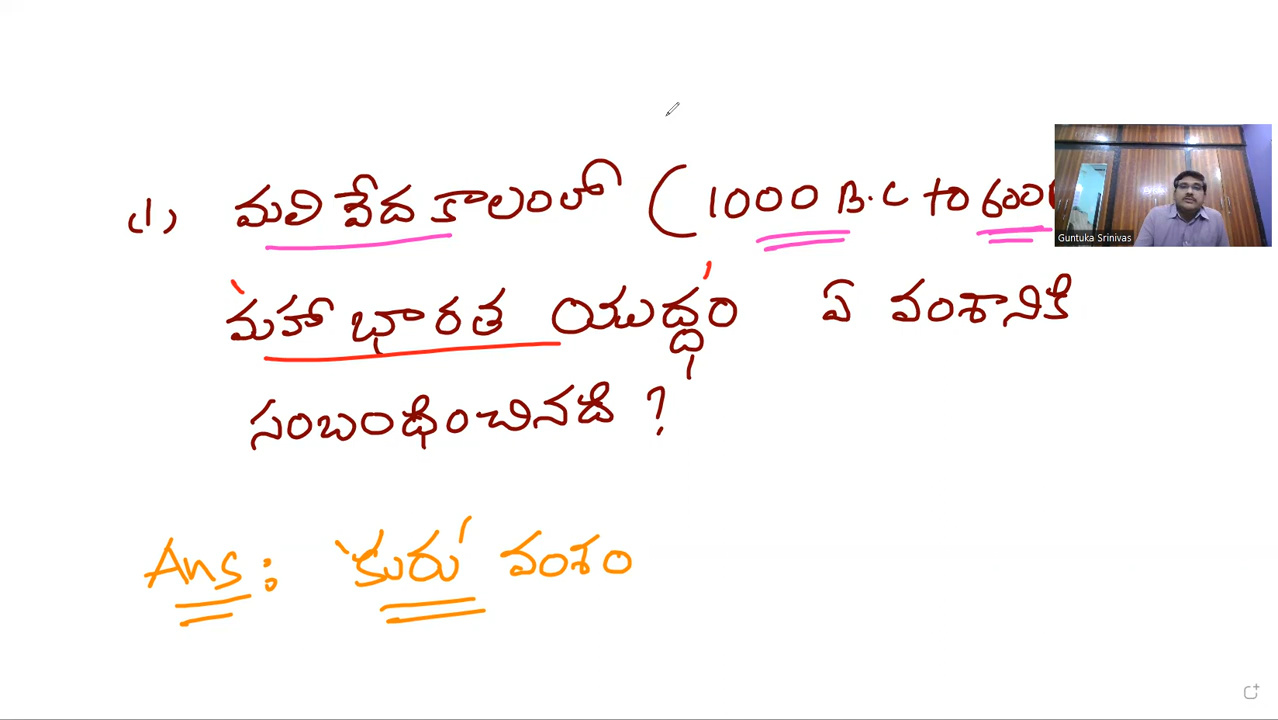 (1) మలి వేద కాలంలో ( 1000 B.C to 600
'మహా భారత యుద్ధం' ఏ వంశానికి
సంబంధించినది ?
Ans : 'కురు' వంశం
Guntuka Srinivas